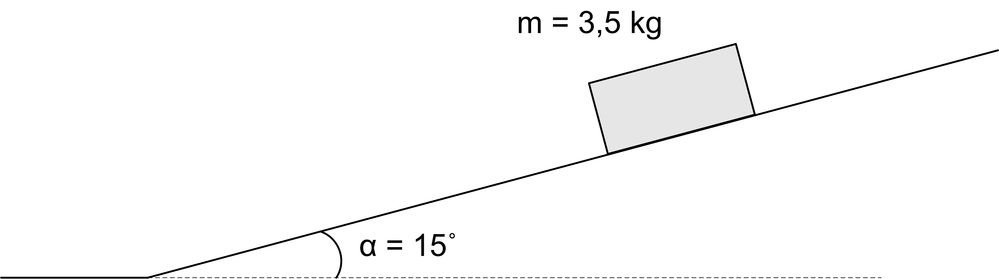 m = 3,5 kg
α = 15°